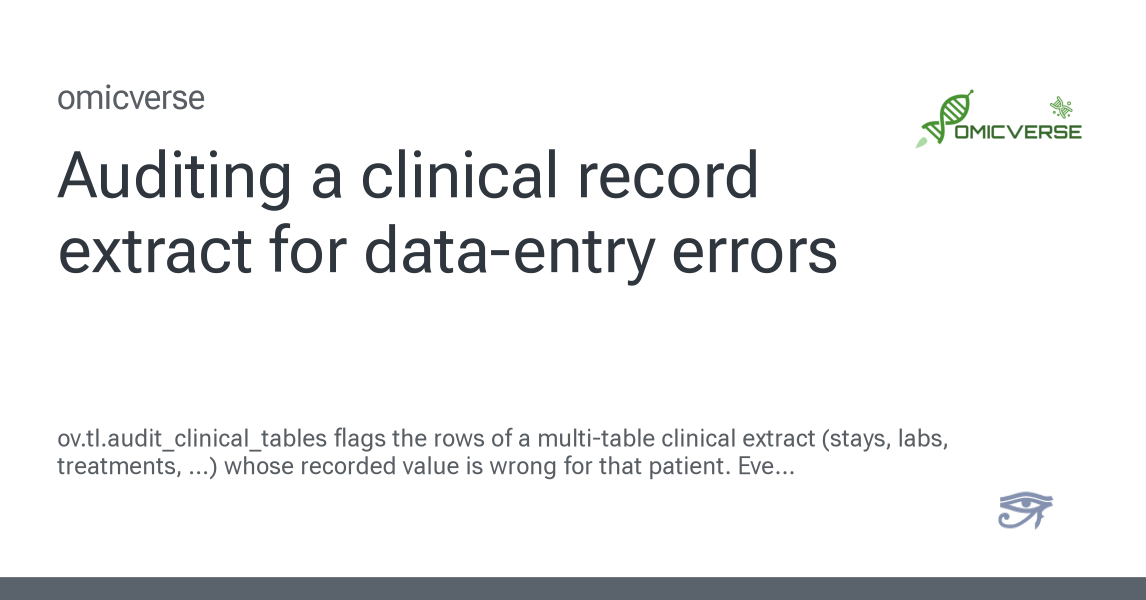 omicverse
OMICVERSE
Auditing a clinical record
extract for data-entry errors
ov.tl.audit_clinical_tables flags the rows of a multi-table clinical extract (stays, labs,
treatments, ...) whose recorded value is wrong for that patient. Eve...